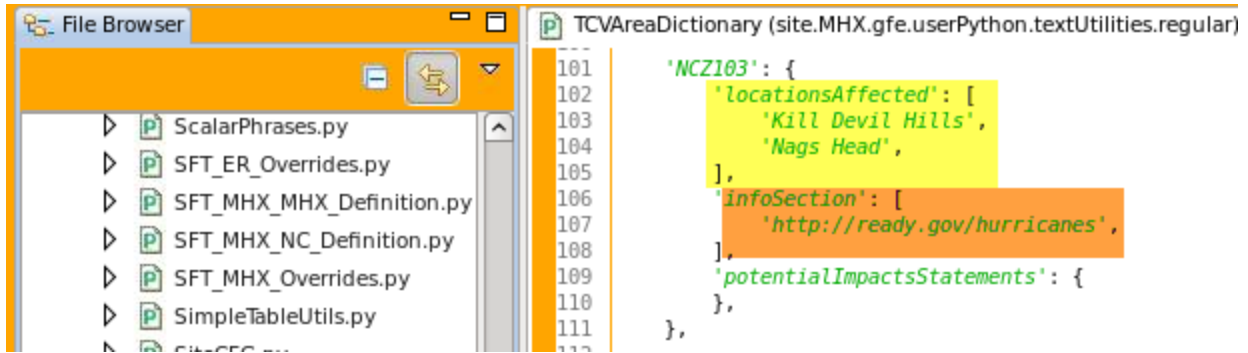 File Browser
ScalarPhrases.py
SFT_ER_Overrides.py
SFT_MHX_MHX_Definition.py
SFT_MHX_NC_Definition.py
SFT_MHX_Overrides.py
SimpleTableUtils.py
TCVAreaDictionary (site.MHX.gfe.userPython.textUtilities.regular)
101 'NCZ103': {
102 'locationsAffected': [
103 'Kill Devil Hills',
104 'Nags Head',
105 ],
106 'infoSection': [
107 'http://ready.gov/hurricanes',
108 ],
109 'potentialImpactsStatements': {
110 },
111 },